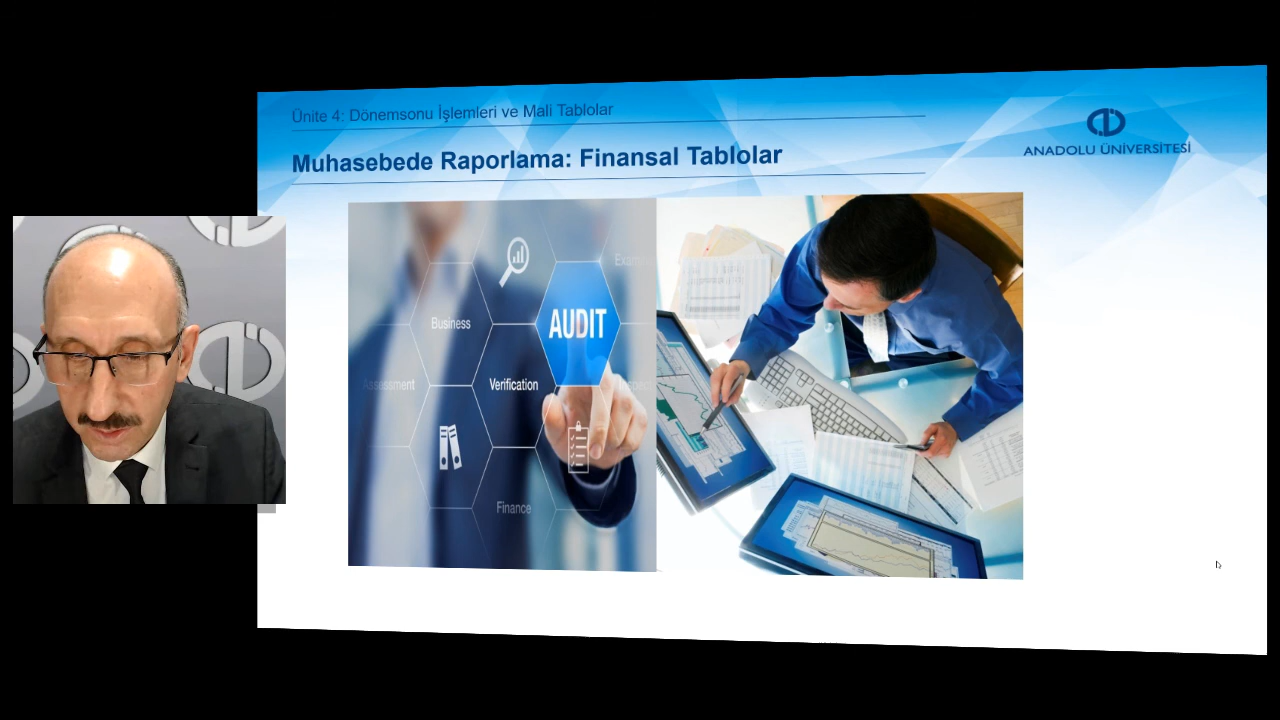 Ünite 4: Dönemsonu İşlemleri ve Mali Tablolar
Muhasebede Raporlama: Finansal Tablolar
ANADOLU ÜNİVERSİTESİ
Business
AUDIT
Assessment
Verification
Finance